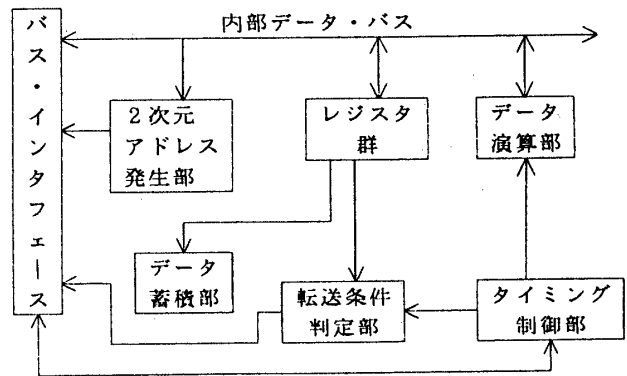 内部データ・バス
バス・インタフェース
2次元
アドレス
発生部
レジスタ
群
データ
演算部
データ
蓄積部
転送条件
判定部
タイミング
制御部